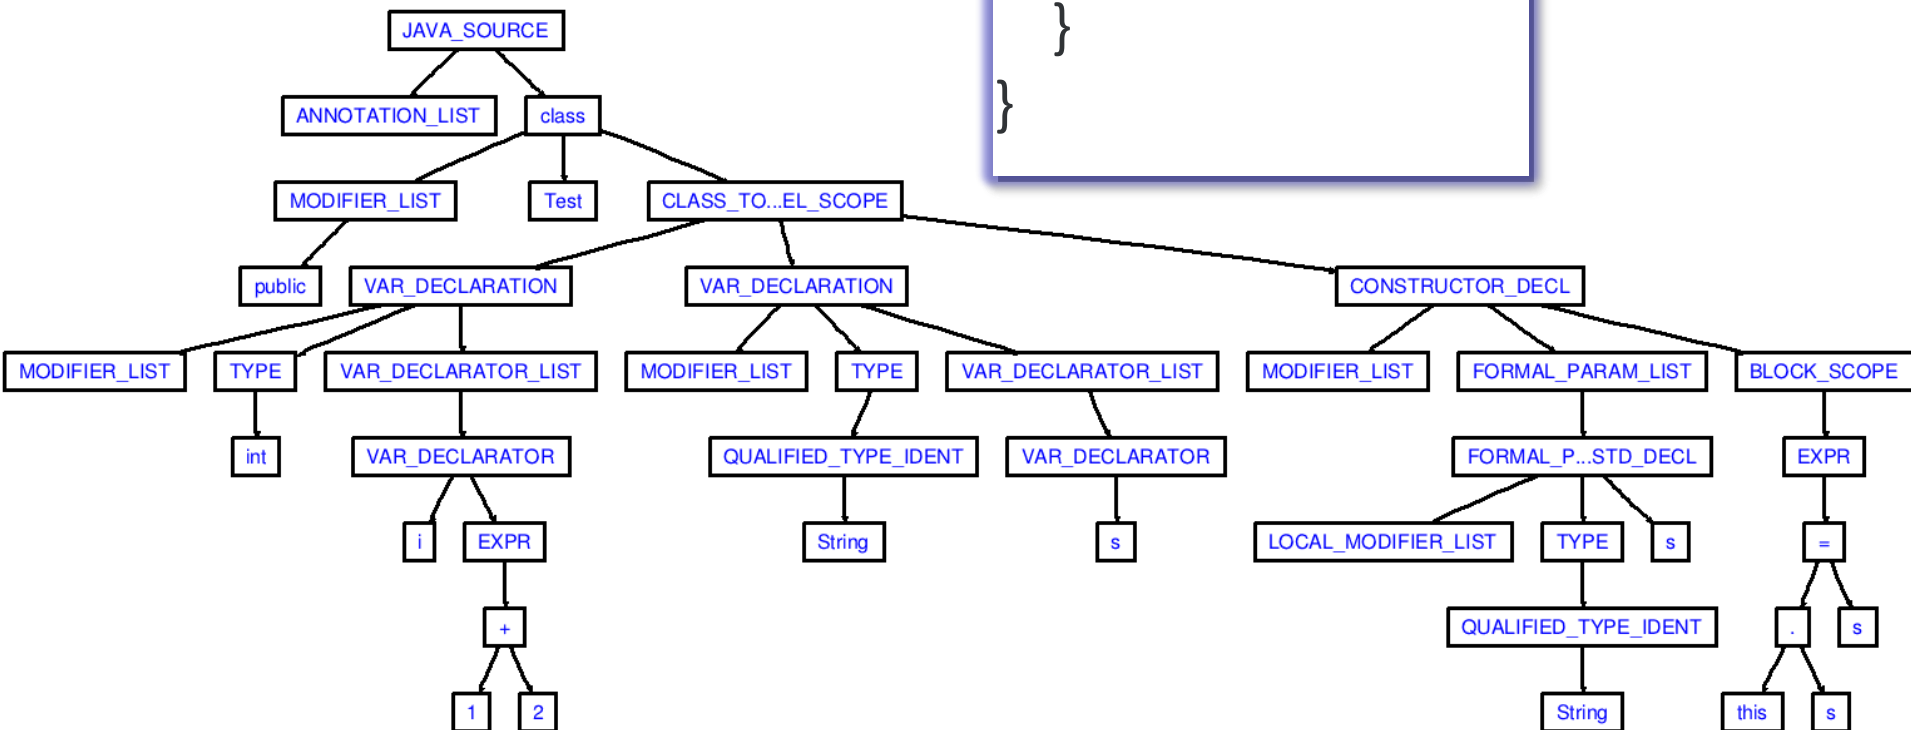 }
}
JAVA_SOURCE
ANNOTATION_LIST class
MODIFIER_LIST Test CLASS_TO...EL_SCOPE
public VAR_DECLARATION VAR_DECLARATION CONSTRUCTOR_DECL
MODIFIER_LIST TYPE VAR_DECLARATOR_LIST MODIFIER_LIST TYPE VAR_DECLARATOR_LIST MODIFIER_LIST FORMAL_PARAM_LIST BLOCK_SCOPE
int VAR_DECLARATOR QUALIFIED_TYPE_IDENT VAR_DECLARATOR FORMAL_P...STD_DECL EXPR
i EXPR String s LOCAL_MODIFIER_LIST TYPE s =
+ QUALIFIED_TYPE_IDENT . s
1 2 String this s